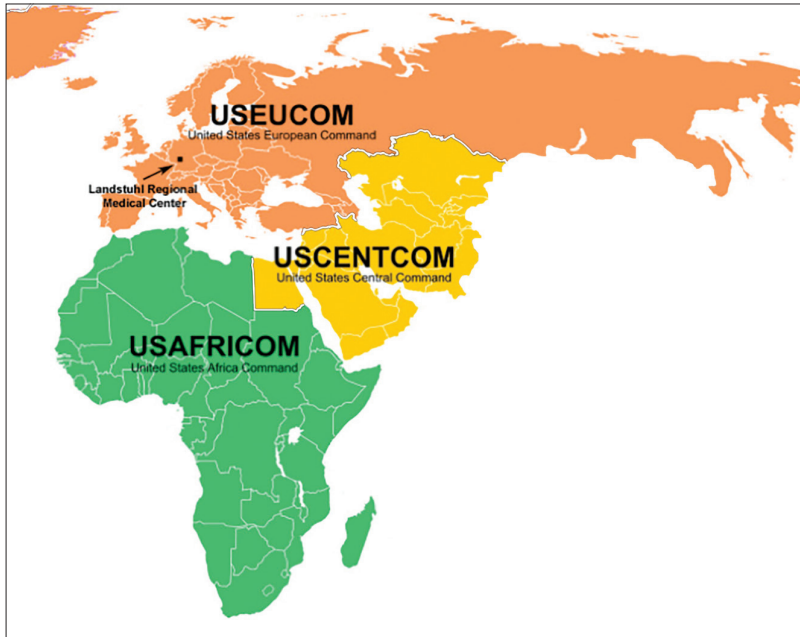 USEUCOM
United States European Command
Landstuhl Regional
Medical Center
USCENTCOM
United States Central Command
USAFRICOM
United States Africa Command